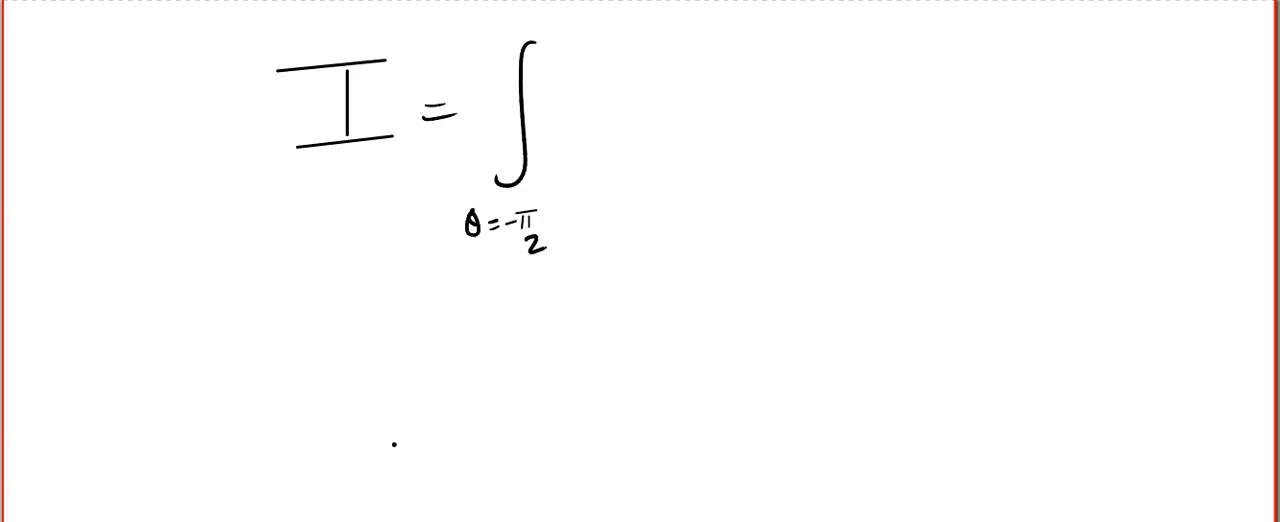 I = ∫
θ = -π
2